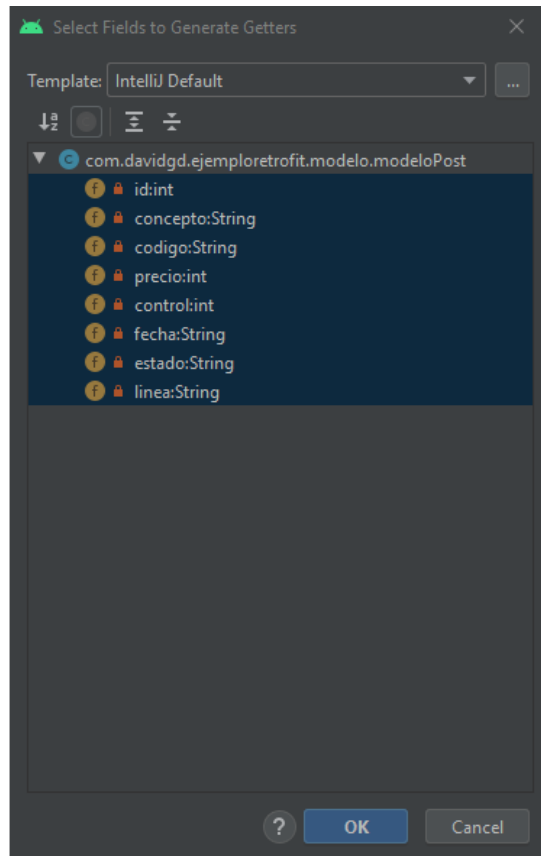 Select Fields to Generate Getters
Template: IntelliJ Default ...
com.davidgd.ejemploretrofit.modelo.modeloPost
id:int
concepto:String
codigo:String
precio:int
control:int
fecha:String
estado:String
linea:String
? OK Cancel